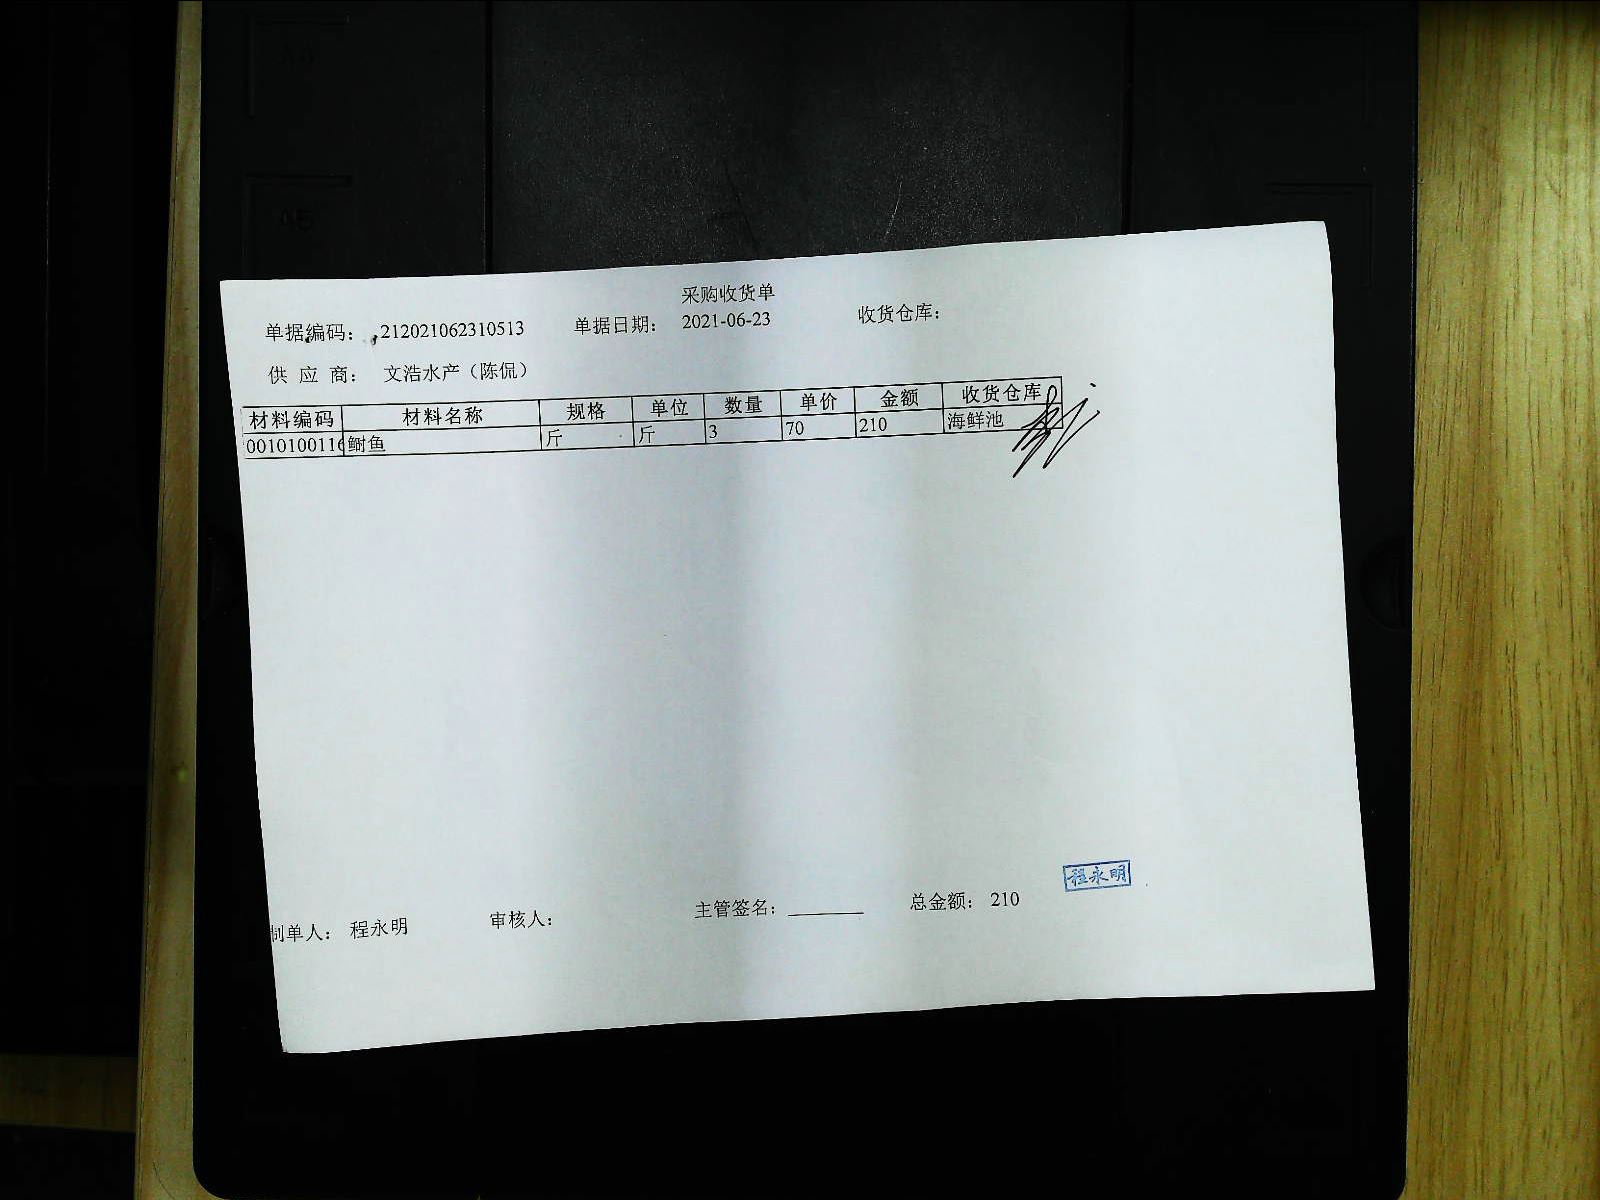 采购收货单
单据编码： 212021062310513 单据日期： 2021-06-23 收货仓库：
供 应 商： 文浩水产（陈侃）
材料编码 材料名称 规格 单位 数量 单价 金额 收货仓库
0010100116 鲥鱼 斤 斤 3 70 210 海鲜池
程永明
制单人： 程永明 审核人： 主管签名： 总金额： 210